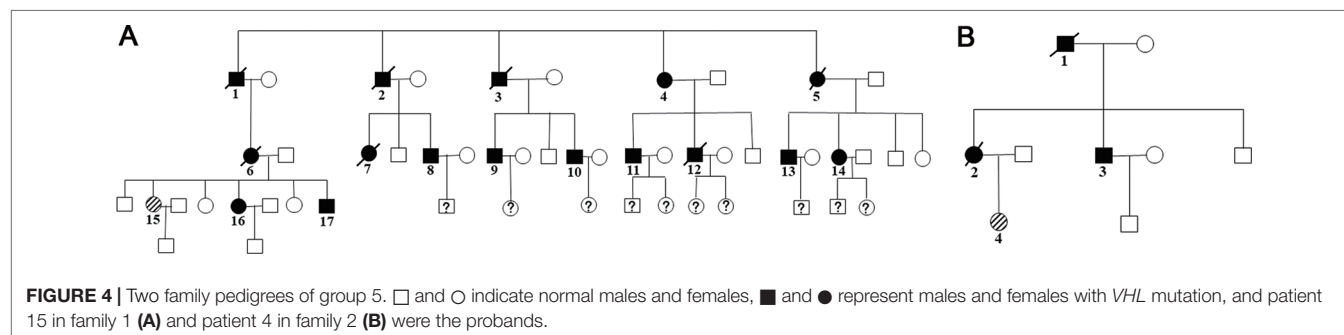 A
B
1
1 2 3 4 5
6 7 8 9 10 11 12 13 14 2 3
? ? ? ? ? ? ? ? ? ?
15 16 17 4
FIGURE 4 | Two family pedigrees of group 5. □ and ○ indicate normal males and females, ■ and ● represent males and females with VHL mutation, and patient
15 in family 1 (A) and patient 4 in family 2 (B) were the probands.